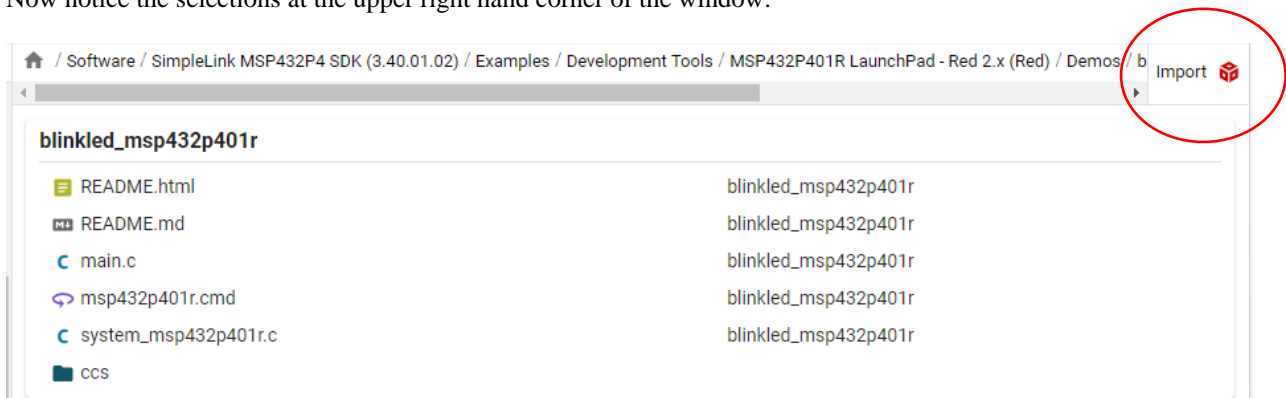 Now notice the selections at the upper right hand corner of the window.
/ Software / SimpleLink MSP432P4 SDK (3.40.01.02) / Examples / Development Tools / MSP432P401R LaunchPad - Red 2.x (Red) / Demos / b
Import
blinkled_msp432p401r
README.html blinkled_msp432p401r
README.md blinkled_msp432p401r
main.c blinkled_msp432p401r
msp432p401r.cmd blinkled_msp432p401r
system_msp432p401r.c blinkled_msp432p401r
ccs